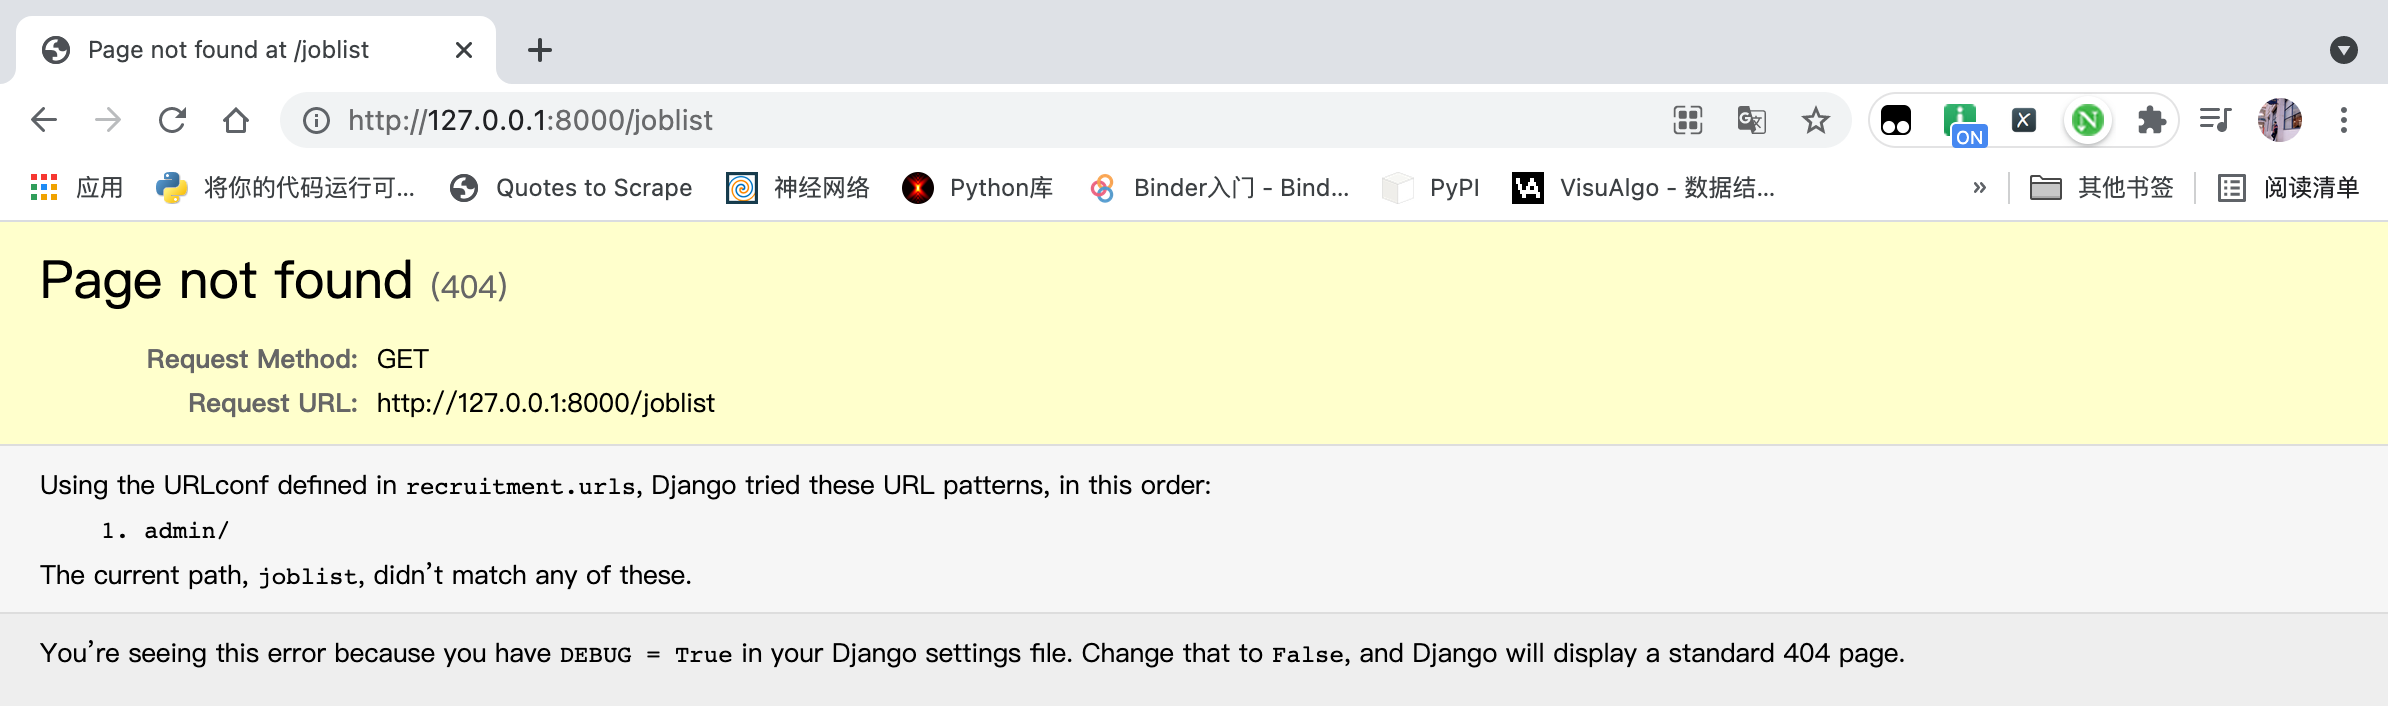 Page not found at /joblist
http://127.0.0.1:8000/joblist
ON
应用 将你的代码运行可... Quotes to Scrape 神经网络 Python库 Binder入门 - Bind... PyPI VisuAlgo - 数据结... » 其他书签 阅读清单
Page not found (404)
Request Method: GET
Request URL: http://127.0.0.1:8000/joblist
Using the URLconf defined in recruitment.urls, Django tried these URL patterns, in this order:
1. admin/
The current path, joblist, didn’t match any of these.
You’re seeing this error because you have DEBUG = True in your Django settings file. Change that to False, and Django will display a standard 404 page.